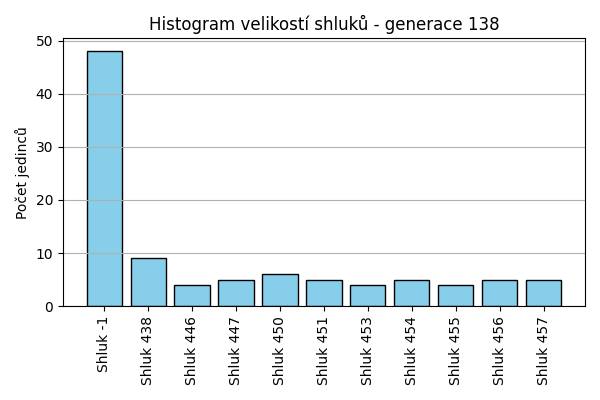 Histogram velikostí shluků - generace 138
Počet jedinců
50
40
30
20
10
0
Shluk -1
Shluk 438
Shluk 446
Shluk 447
Shluk 450
Shluk 451
Shluk 453
Shluk 454
Shluk 455
Shluk 456
Shluk 457